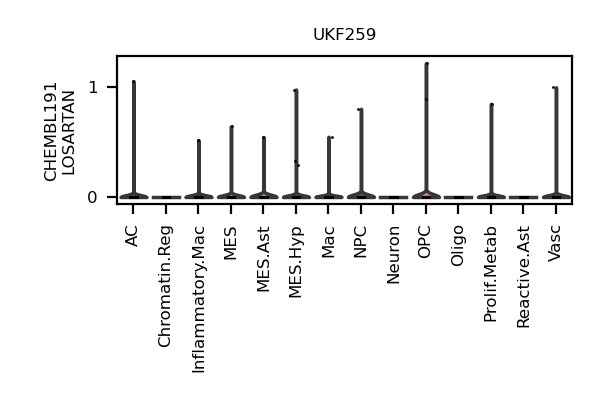 UKF259
CHEMBL191
LOSARTAN
1
0
AC
Chromatin.Reg
Inflammatory.Mac
MES
MES.Ast
MES.Hyp
Mac
NPC
Neuron
OPC
Oligo
Prolif.Metab
Reactive.Ast
Vasc